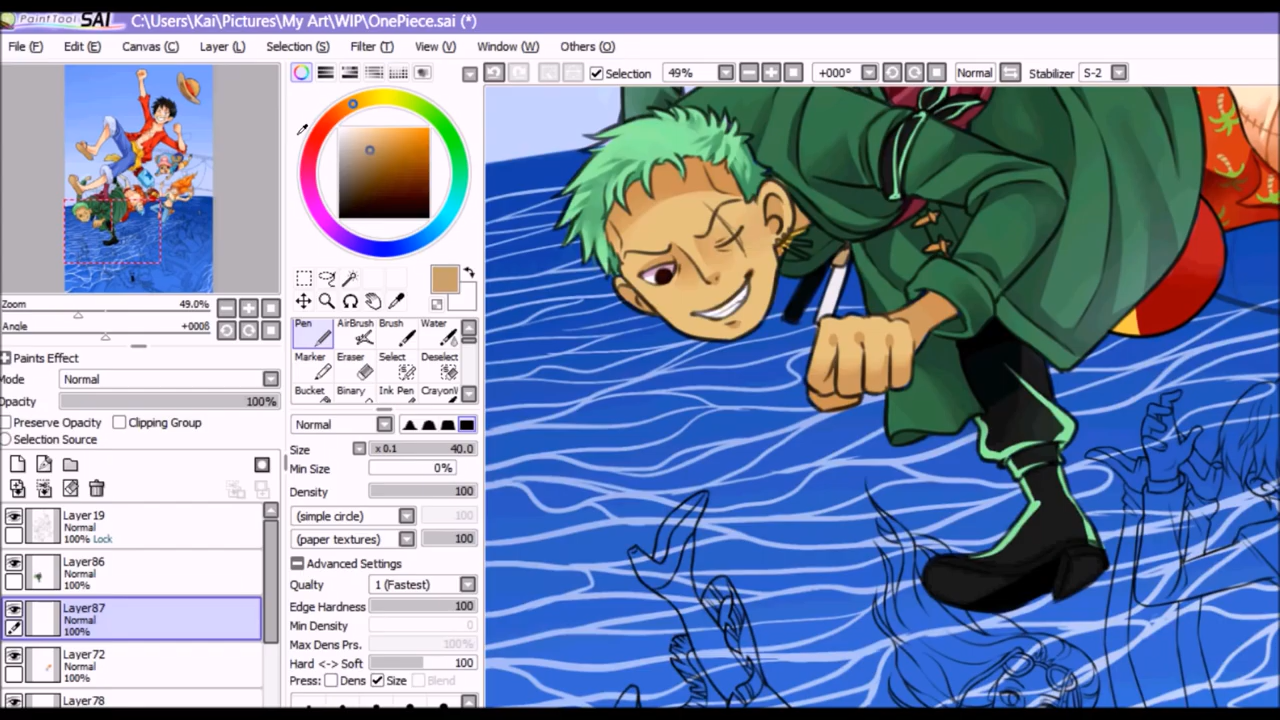 PaintTool SAI C:\Users\Kai\Pictures\My Art\WIP\OnePiece.sai (*)
File (F) Edit (E) Canvas (C) Layer (L) Selection (S) Filter (T) View (V) Window (W) Others (O)
Selection 49% +000° Normal Stabilizer S-2
Zoom 49.0%
Angle +000ß
Paints Effect
Mode Normal
Opacity 100%
Preserve Opacity Clipping Group
Selection Source
Layer19
Normal
100% Lock
Layer86
Normal
100%
Layer87
Normal
100%
Layer72
Normal
100%
Layer78
Pen AirBrush Brush Water
Marker Eraser Select Deselect
Bucket Binary Ink Pen CrayonW
Normal
Size x 0.1 40.0
Min Size 0%
Density 100
(simple circle) 100
(paper textures) 100
Advanced Settings
Qualty 1 (Fastest)
Edge Hardness 100
Min Density 0
Max Dens Prs. 100%
Hard <-> Soft 100
Press: Dens Size Blend